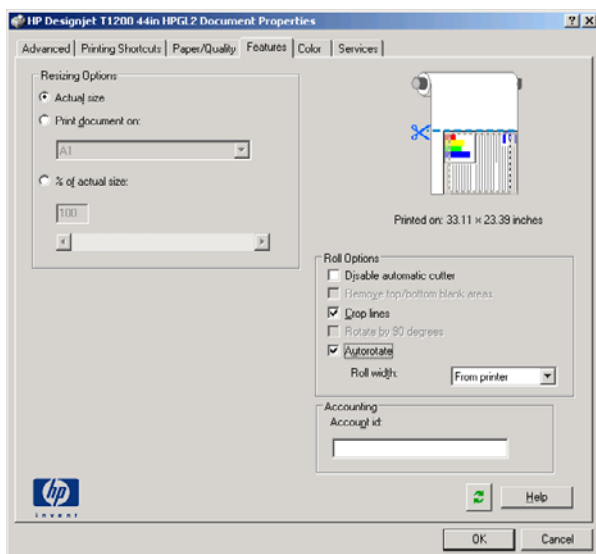 HP Designjet T1200 44in HPGL2 Document Properties
Advanced
Printing Shortcuts
Paper/Quality
Features
Color
Services
Resizing Options
Actual size
Print document on:
A1
% of actual size:
100
Printed on: 33.11 × 23.39 inches
Roll Options
Disable automatic cutter
Remove top/bottom blank areas
Crop lines
Rotate by 90 degrees
Autorotate
Roll width:
From printer
Accounting
Account id:
hp
invent
Help
OK
Cancel